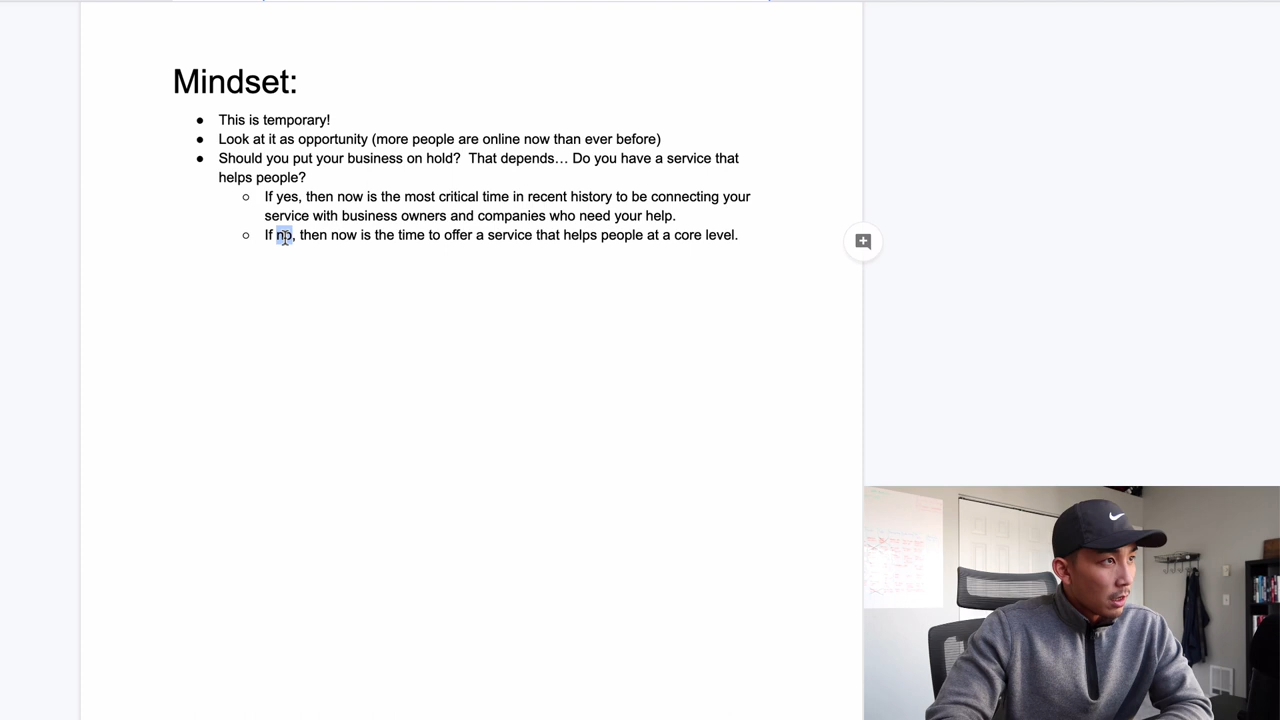 Mindset:
● This is temporary!
● Look at it as opportunity (more people are online now than ever before)
● Should you put your business on hold?  That depends… Do you have a service that
helps people?
○ If yes, then now is the most critical time in recent history to be connecting your
service with business owners and companies who need your help.
○ If no, then now is the time to offer a service that helps people at a core level.